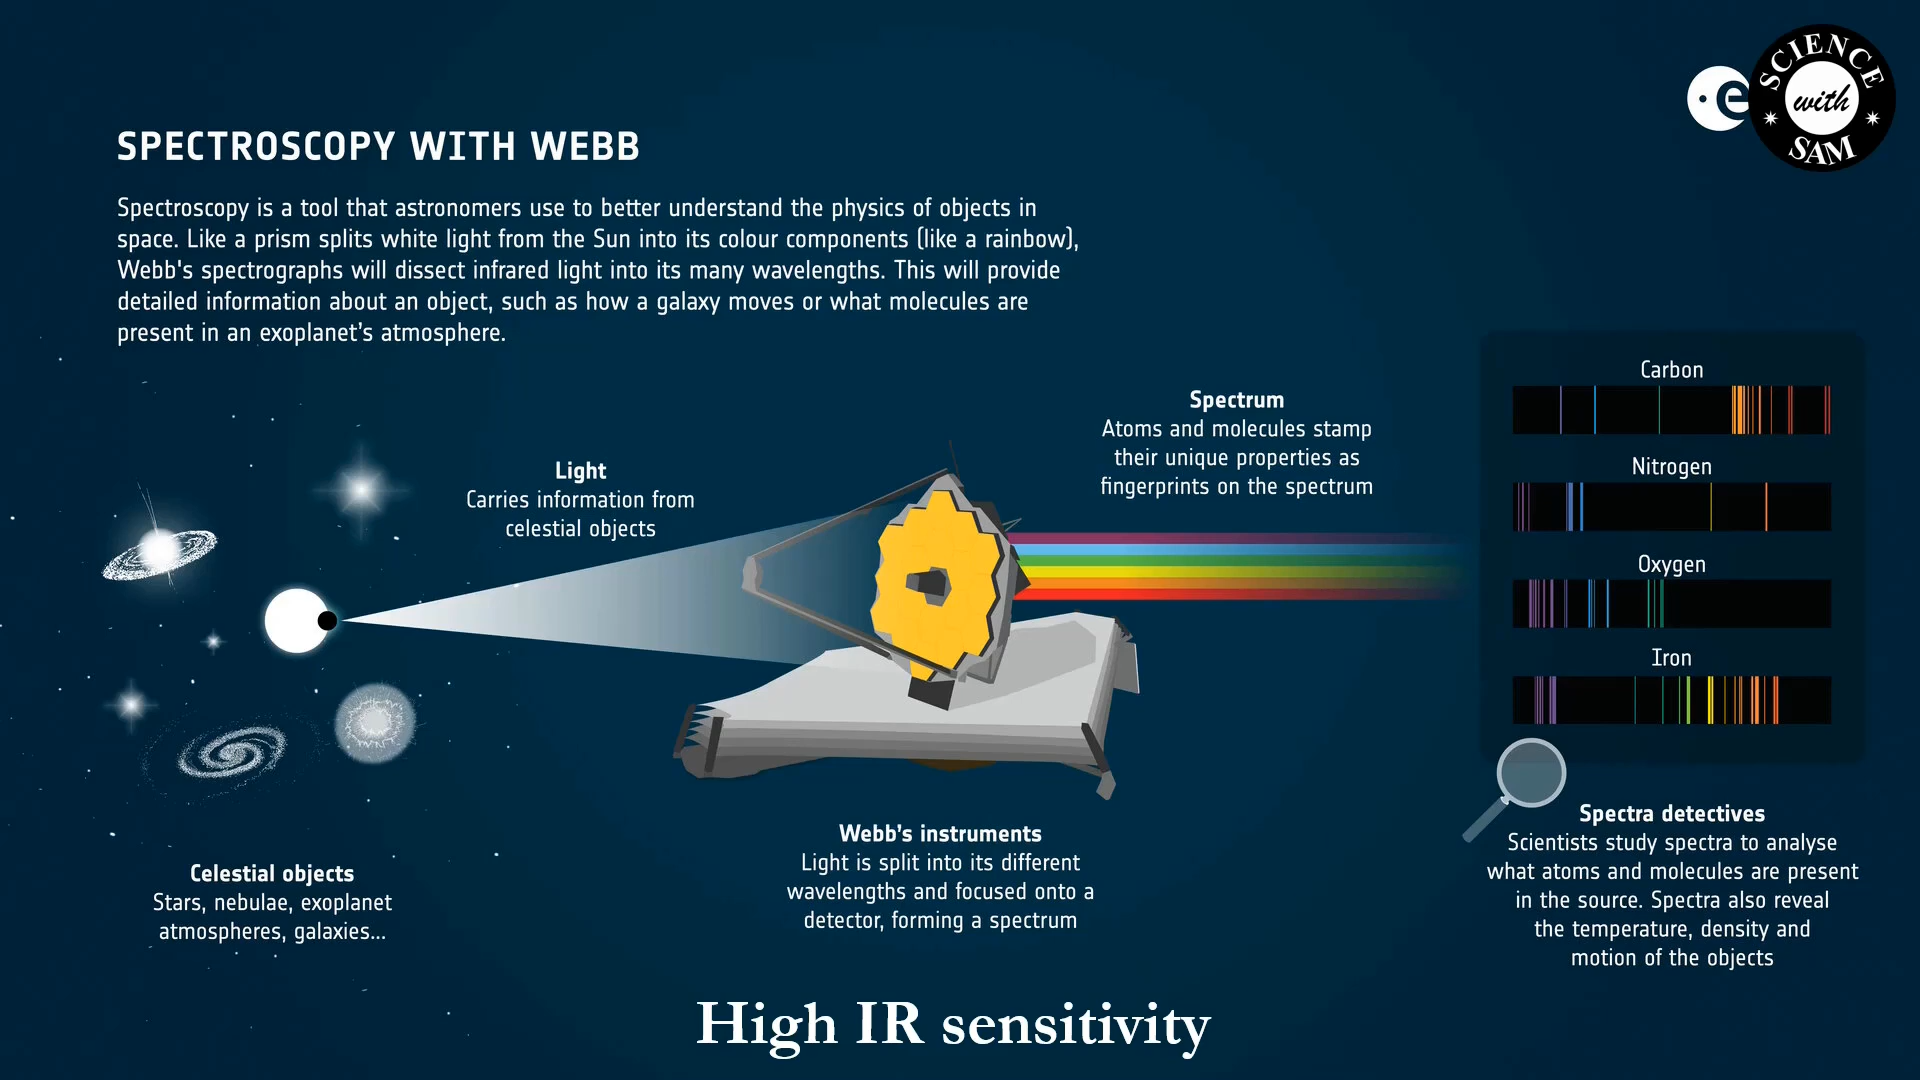 SCIENCE
with
SAM
e
SPECTROSCOPY WITH WEBB
Spectroscopy is a tool that astronomers use to better understand the physics of objects in
space. Like a prism splits white light from the Sun into its colour components (like a rainbow),
Webb's spectrographs will dissect infrared light into its many wavelengths. This will provide
detailed information about an object, such as how a galaxy moves or what molecules are
present in an exoplanet's atmosphere.
Light
Carries information from
celestial objects
Spectrum
Atoms and molecules stamp
their unique properties as
fingerprints on the spectrum
Carbon
Nitrogen
Oxygen
Iron
Celestial objects
Stars, nebulae, exoplanet
atmospheres, galaxies...
Webb's instruments
Light is split into its different
wavelengths and focused onto a
detector, forming a spectrum
Spectra detectives
Scientists study spectra to analyse
what atoms and molecules are present
in the source. Spectra also reveal
the temperature, density and
motion of the objects
High IR sensitivity